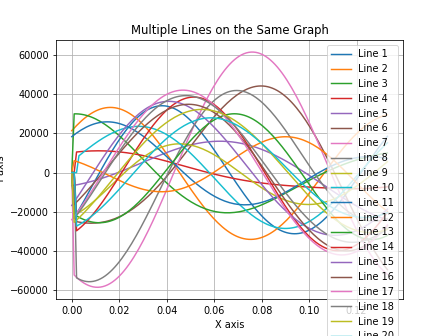 Multiple Lines on the Same Graph
60000
40000
20000
0
−20000
−40000
−60000
0.00
0.02
0.04
0.06
0.08
0.10
X axis
Line 1
Line 2
Line 3
Line 4
Line 5
Line 6
Line 7
Line 8
Line 9
Line 10
Line 11
Line 12
Line 13
Line 14
Line 15
Line 16
Line 17
Line 18
Line 19
Line 20